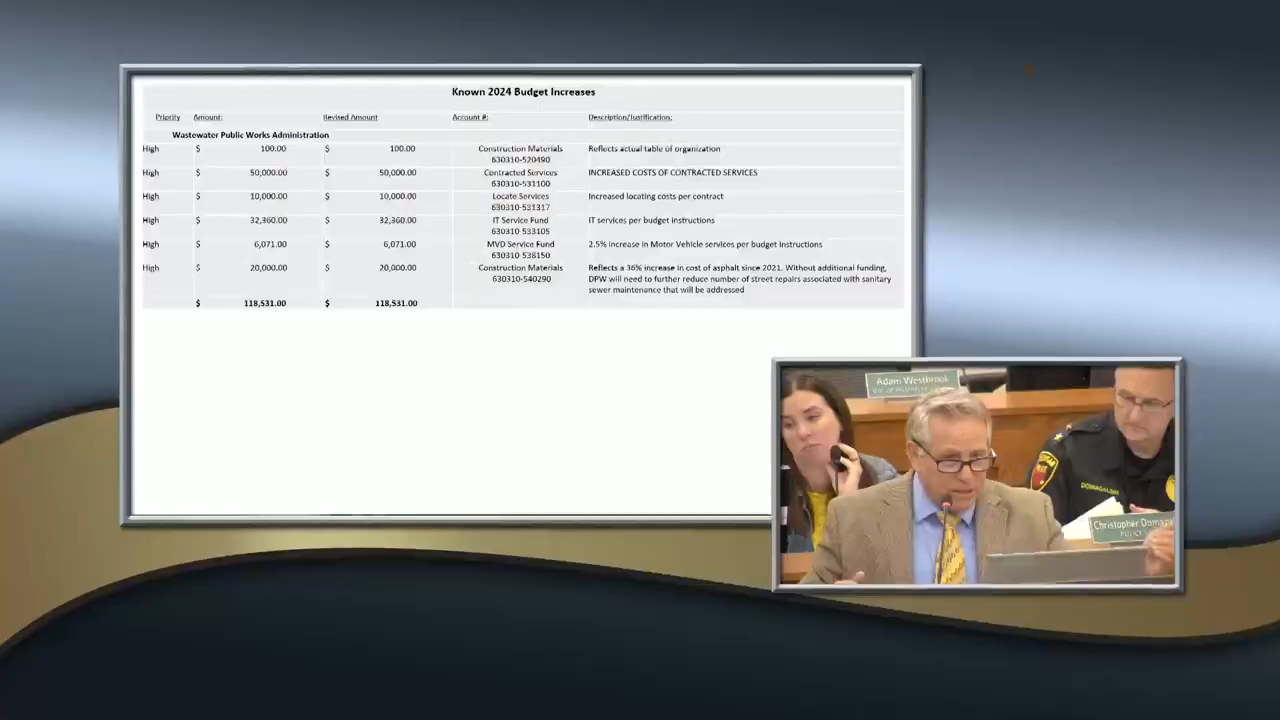 Known 2024 Budget Increases
Priority Amount: Revised Amount Account #: Description/Justification:
Wastewater Public Works Administration
High $ 100.00 $ 100.00 Construction Materials Reflects actual table of organization
630310-520490
High $ 50,000.00 $ 50,000.00 Contracted Services INCREASED COSTS OF CONTRACTED SERVICES
630310-531100
High $ 10,000.00 $ 10,000.00 Locate Services Increased locating costs per contract
630310-531317
High $ 32,360.00 $ 32,360.00 IT Service Fund IT services per budget instructions
630310-533105
High $ 6,071.00 $ 6,071.00 MVD Service Fund 2.5% increase in Motor Vehicle services per budget instructions
630310-538150
High $ 20,000.00 $ 20,000.00 Construction Materials Reflects a 36% increase in cost of asphalt since 2021. Without additional funding,
630310-540290 DPW will need to further reduce number of street repairs associated with sanitary
sewer maintenance that will be addressed
$ 118,531.00 $ 118,531.00
Adam Westbrook
DOMAGALSKI
Christopher Domag
POLICE